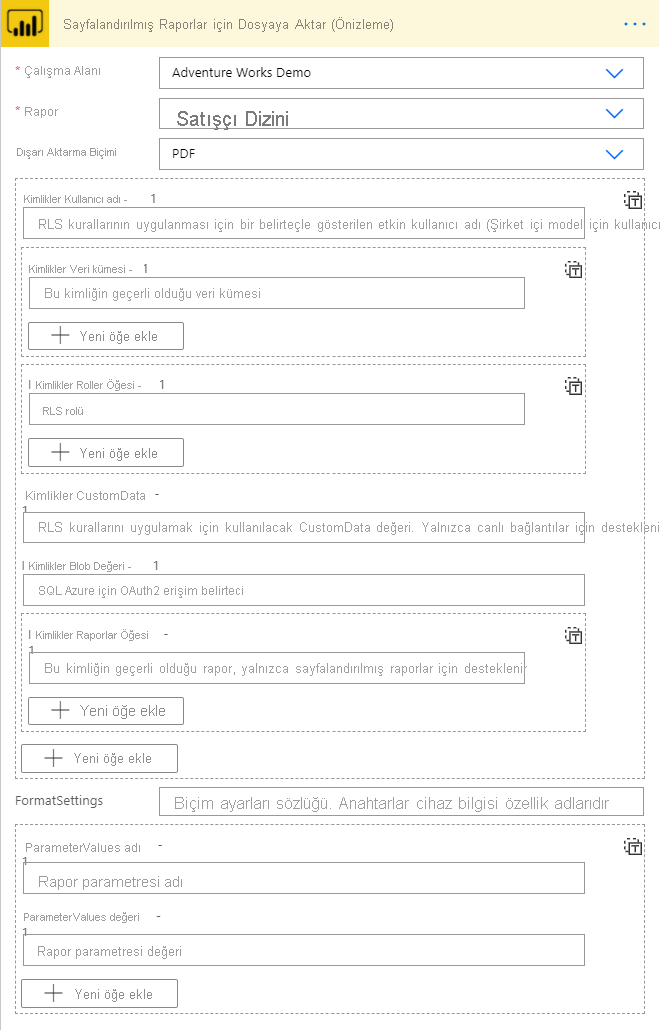 Sayfalandırılmış Raporlar için Dosyaya Aktar (Önizleme)
* Çalışma Alanı
Adventure Works Demo
* Rapor
Satışçı Dizini
Dışarı Aktarma Biçimi
PDF
Kimlikler Kullanıcı adı - 1
RLS kurallarının uygulanması için bir belirteçle gösterilen etkin kullanıcı adı (Şirket içi model için kullanıcı
Kimlikler Veri kümesi - 1
Bu kimliğin geçerli olduğu veri kümesi
Yeni öğe ekle
I Kimlikler Roller Öğesi - 1
RLS rolü
Yeni öğe ekle
Kimlikler CustomData -
1
RLS kurallarını uygulamak için kullanılacak CustomData değeri. Yalnızca canlı bağlantılar için destekleni
I Kimlikler Blob Değeri - 1
SQL Azure için OAuth2 erişim belirteci
I Kimlikler Raporlar Öğesi -
1
Bu kimliğin geçerli olduğu rapor, yalnızca sayfalandırılmış raporlar için desteklenir
Yeni öğe ekle
Yeni öğe ekle
FormatSettings
Biçim ayarları sözlüğü. Anahtarlar cihaz bilgisi özellik adlarıdır
ParameterValues adı -
1
Rapor parametresi adı
ParameterValues değeri -
1
Rapor parametresi değeri
Yeni öğe ekle